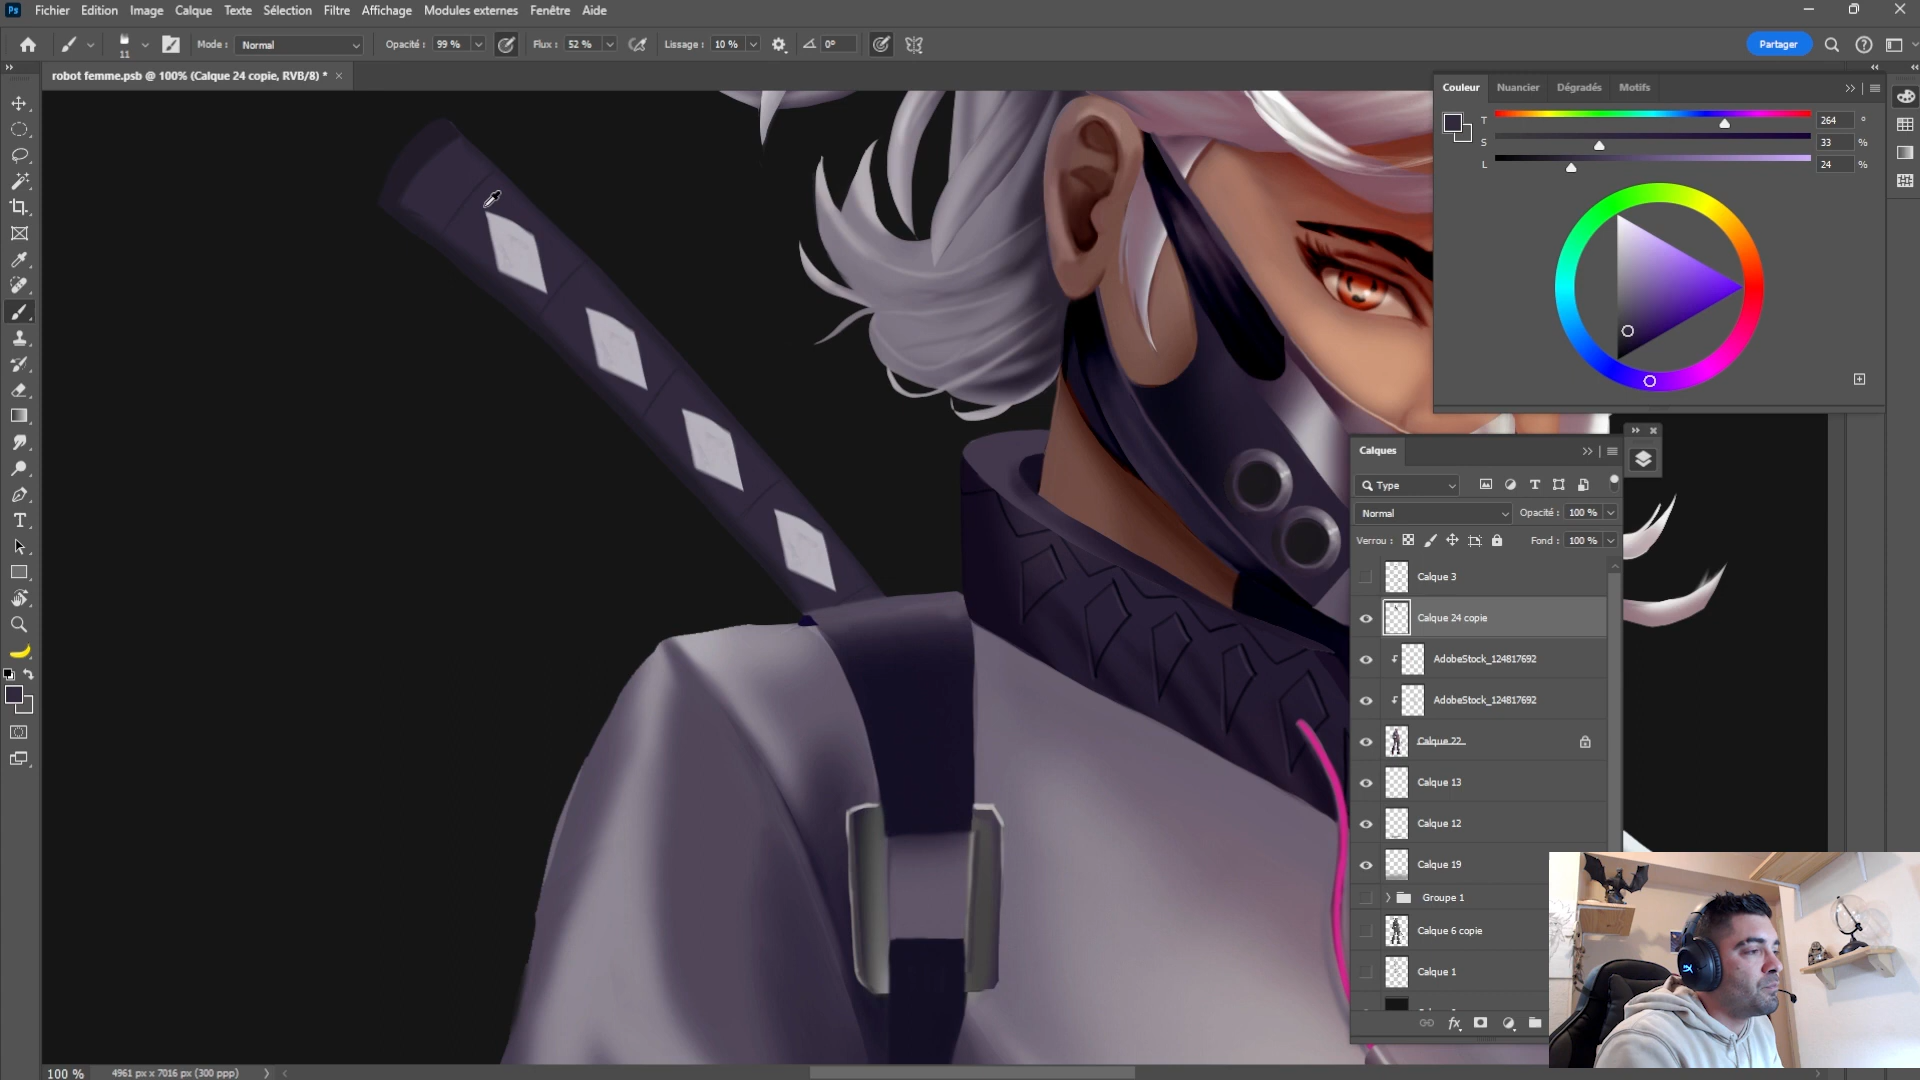 Ps Fichier Edition Image Calque Texte Sélection Filtre Affichage Modules externes Fenêtre Aide
11 Mode : Normal Opacité : 99 % Flux : 52 % Lissage : 10 % 0° Partager
robot femme.psb @ 100% (Calque 24 copie, RVB/8) *
Couleur Nuancier Dégradés Motifs
T 264 °
S 33 %
L 24 %
Calques
Type
Normal Opacité : 100 %
Verrou : Fond : 100 %
Calque 3
Calque 24 copie
AdobeStock_124817692
AdobeStock_124817692
Calque 22
Calque 13
Calque 12
Calque 19
Groupe 1
Calque 6 copie
Calque 1
fx
100 % 4961 px x 7016 px (300 ppp)